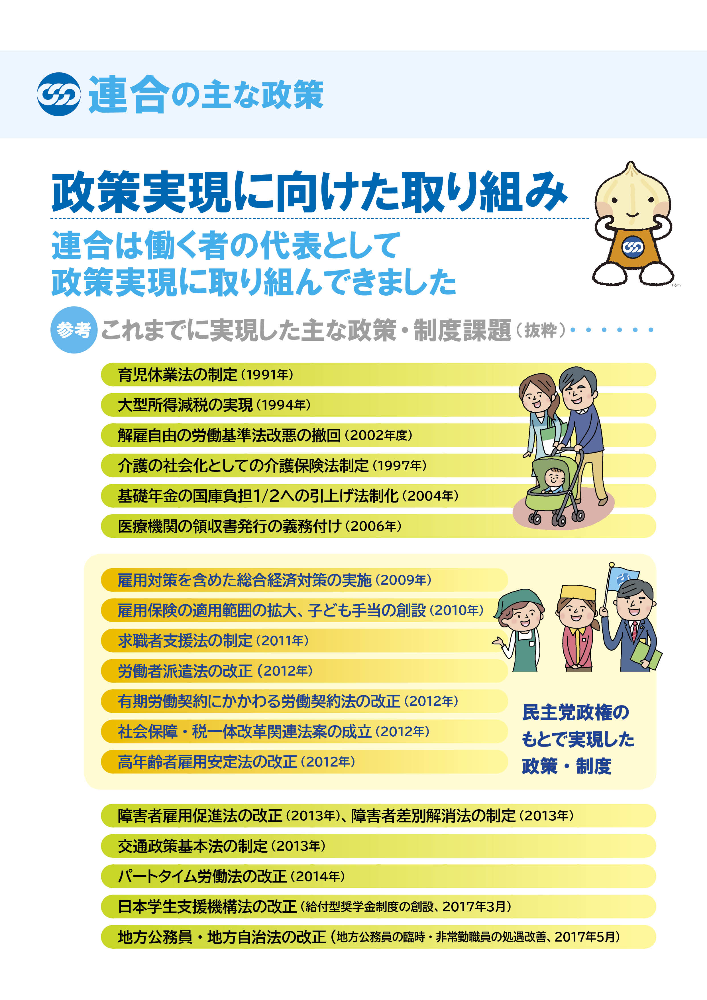 連合の主な政策
政策実現に向けた取り組み
連合は働く者の代表として
政策実現に取り組んできました
R&PV
参考 これまでに実現した主な政策・制度課題（抜粋）
育児休業法の制定（1991年）
大型所得減税の実現（1994年）
解雇自由の労働基準法改悪の撤回（2002年度）
介護の社会化としての介護保険法制定（1997年）
基礎年金の国庫負担1/2への引上げ法制化（2004年）
医療機関の領収書発行の義務付け（2006年）
雇用対策を含めた総合経済対策の実施（2009年）
雇用保険の適用範囲の拡大、子ども手当の創設（2010年）
求職者支援法の制定（2011年）
労働者派遣法の改正（2012年）
有期労働契約にかかわる労働契約法の改正（2012年）
社会保障・税一体改革関連法案の成立（2012年）
高年齢者雇用安定法の改正（2012年）
民主党政権の
もとで実現した
政策・制度
障害者雇用促進法の改正（2013年）、障害者差別解消法の制定（2013年）
交通政策基本法の制定（2013年）
パートタイム労働法の改正（2014年）
日本学生支援機構法の改正（給付型奨学金制度の創設、2017年3月）
地方公務員・地方自治法の改正（地方公務員の臨時・非常勤職員の処遇改善、2017年5月）